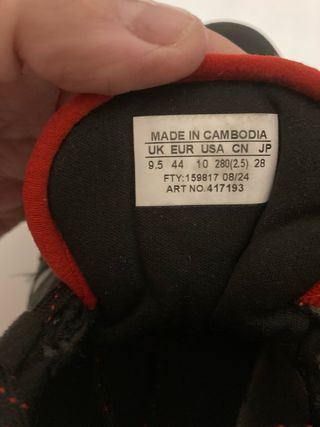 MADE IN CAMBODIA
UK EUR USA CN JP
9.5 44 10 280(2.5) 28
FTY:159817 08/24
ART NO.417193